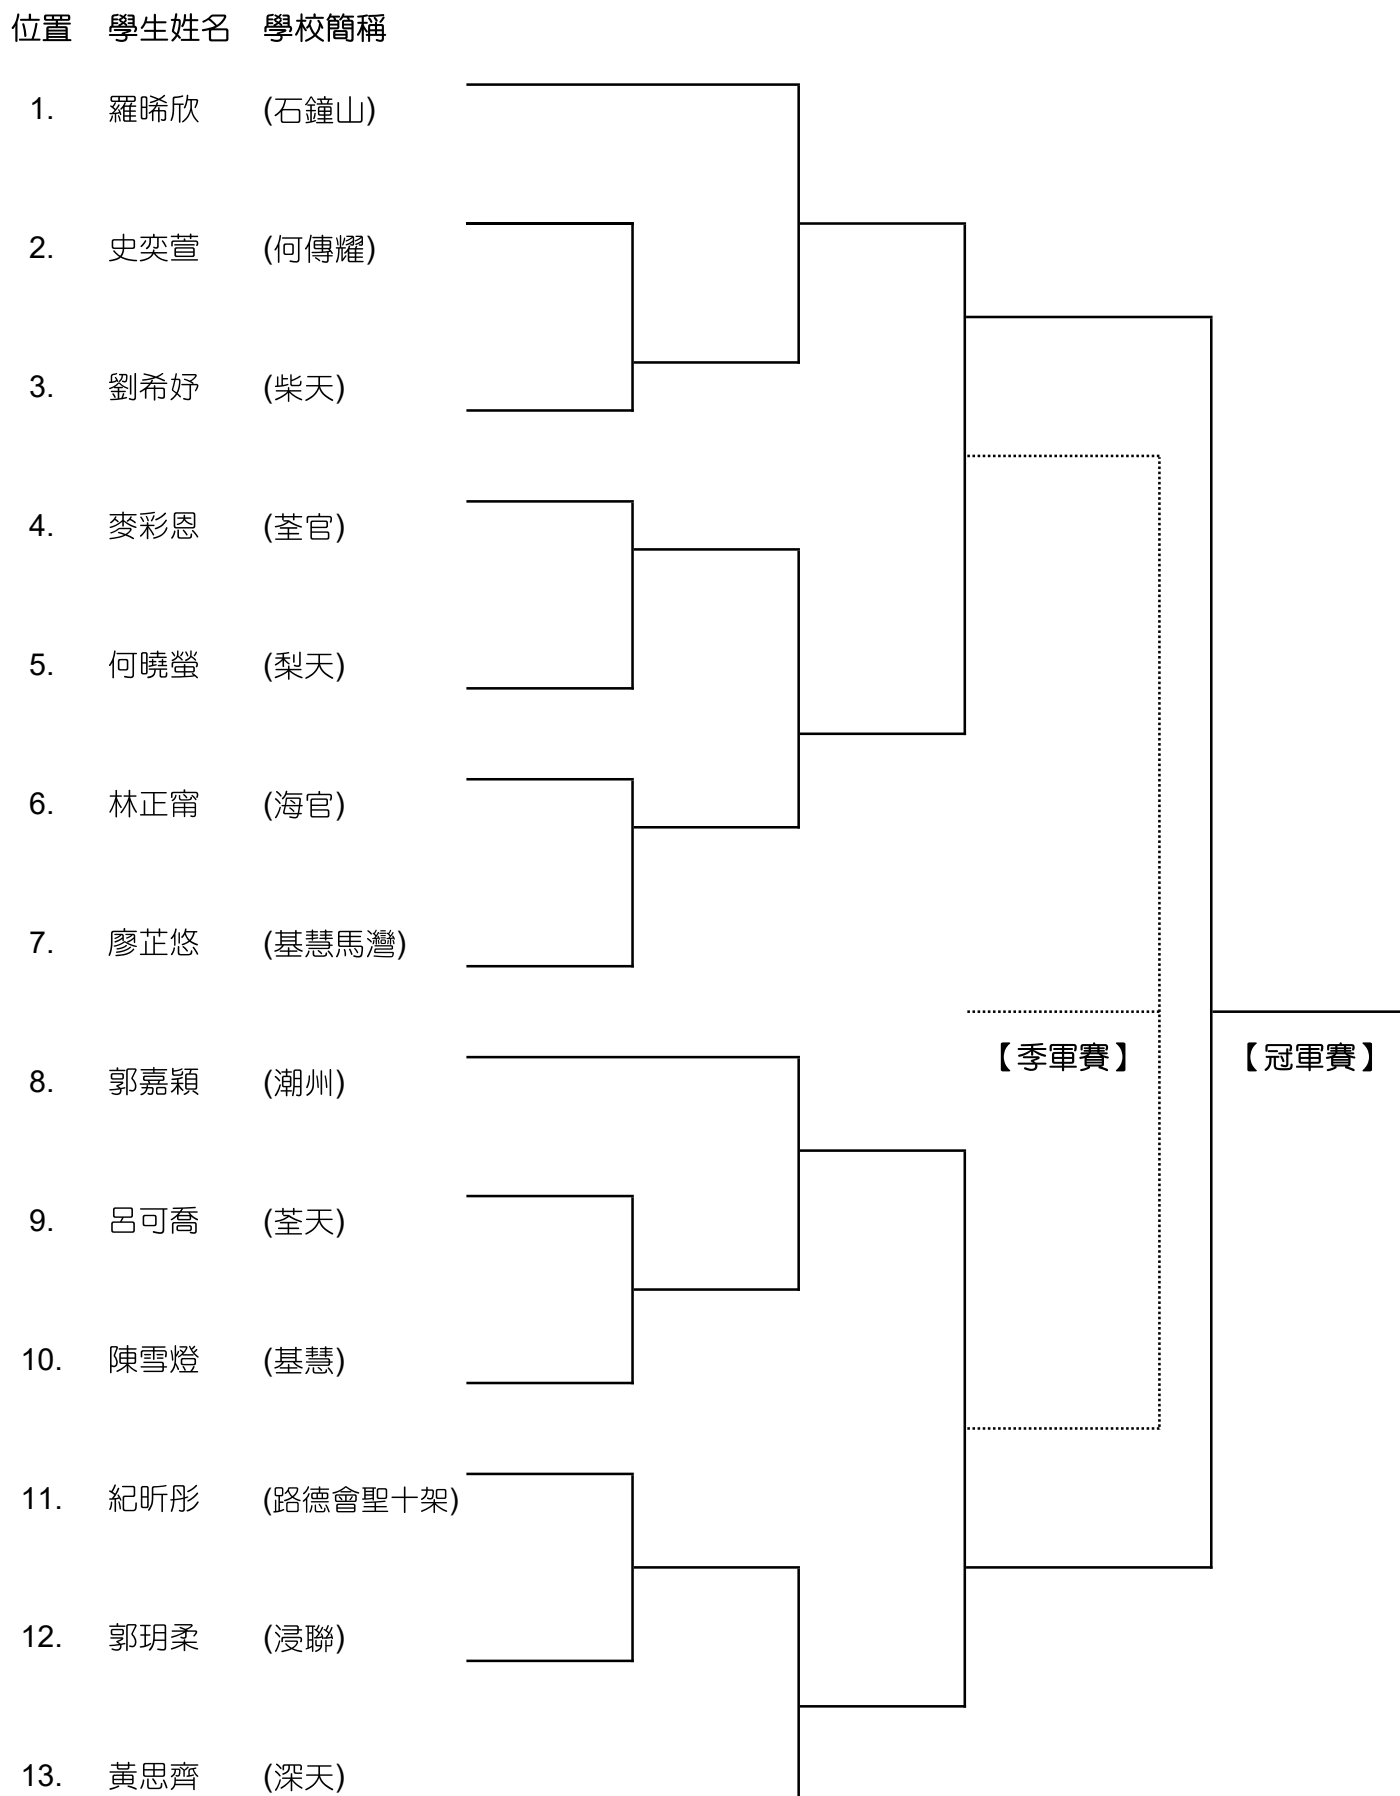 位置 學生姓名 學校簡稱
1. 羅晞欣 (石鐘山)
2. 史奕萱 (何傳耀)
3. 劉希妤 (柴天)
4. 麥彩恩 (荃官)
5. 何曉螢 (梨天)
6. 林正甯 (海官)
7. 廖芷悠 (基慧馬灣)
【季軍賽】 【冠軍賽】
8. 郭嘉穎 (潮州)
9. 呂可喬 (荃天)
10. 陳雪燈 (基慧)
11. 紀昕彤 (路德會聖十架)
12. 郭玥柔 (浸聯)
13. 黃思齊 (深天)